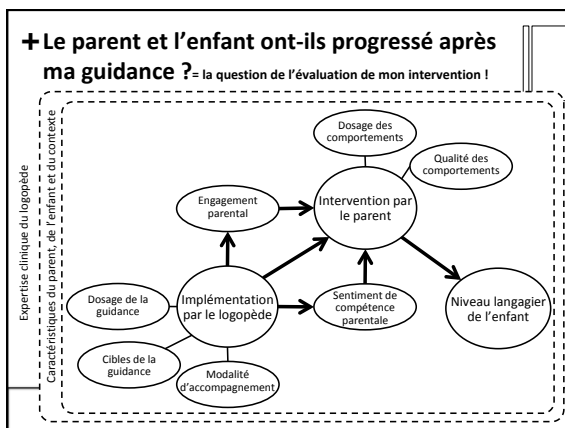 + Le parent et l’enfant ont-ils progressé après
ma guidance ?= la question de l’évaluation de mon intervention !
Expertise clinique du logopède
Caractéristiques du parent, de l’enfant et du contexte
Dosage des
comportements
Qualité des
comportements
Engagement
parental
Intervention par
le parent
Dosage de la
guidance
Implémentation
par le logopède
Sentiment de
compétence
parentale
Niveau langagier
de l’enfant
Cibles de la
guidance
Modalité
d’accompagnement